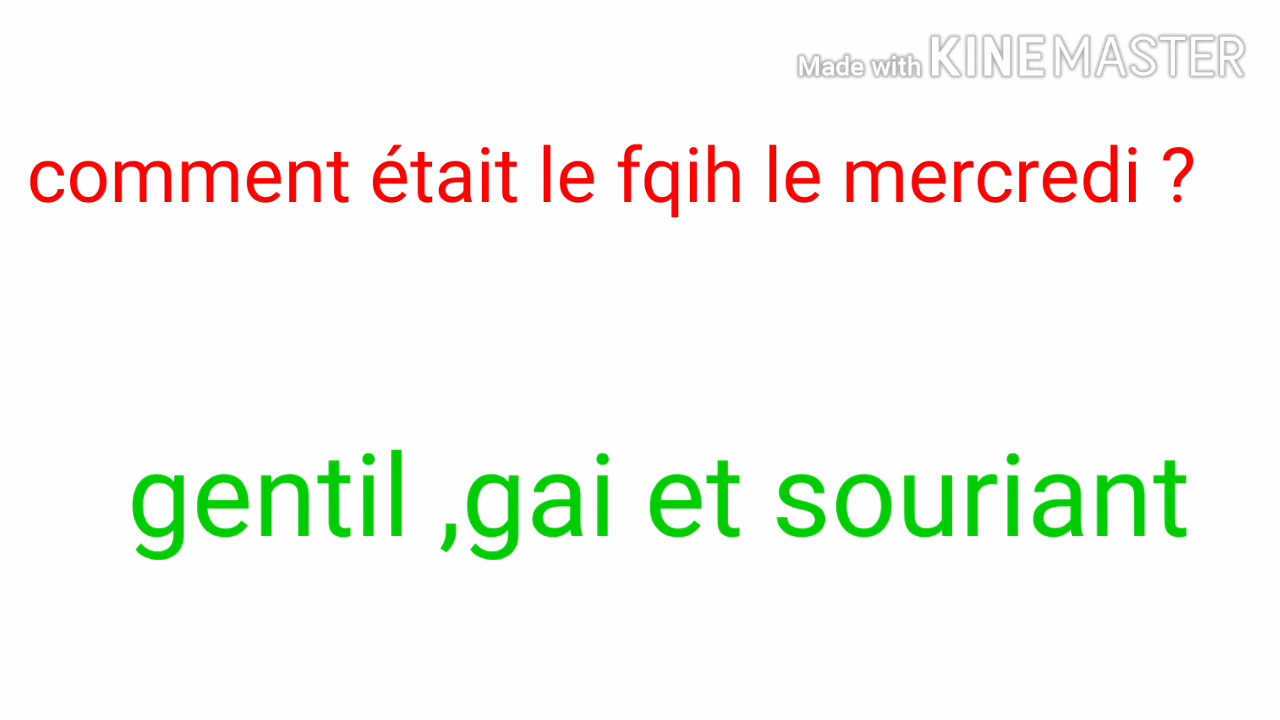 Made with KINEMASTER
comment était le fqih le mercredi ?
gentil ,gai et souriant